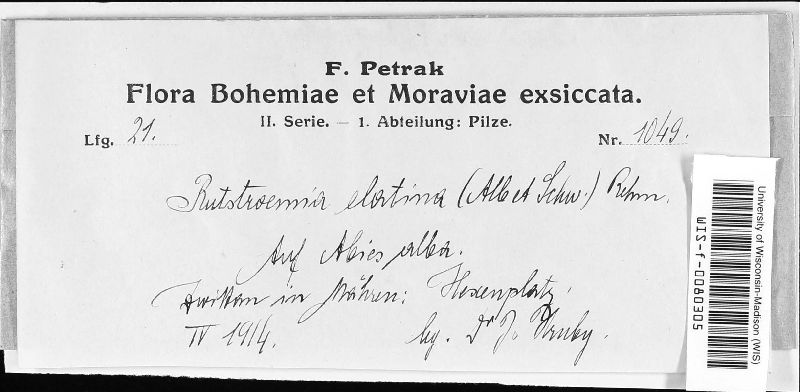 F. Petrak
Flora Bohemiae et Moraviae exsiccata.
II. Serie. — 1. Abteilung: Pilze.
Lfg. 21.
Nr. 1049.
Rutstroemia elatina (Alb et Schw.) Rehm.
Auf Abies alba.
Zwittau in Mähren: Hexenplatz.
IV 1914.
lg. Dr J. Hruby.
University of Wisconsin-Madison (WIS)
WIS-f-0080305